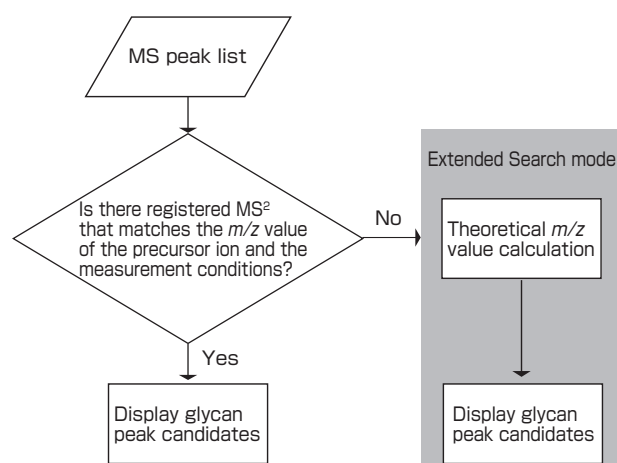 MS peak list
Is there registered MS²
that matches the m/z value
of the precursor ion and the
measurement conditions?
No
Yes
Display glycan
peak candidates
Extended Search mode
Theoretical m/z
value calculation
Display glycan
peak candidates